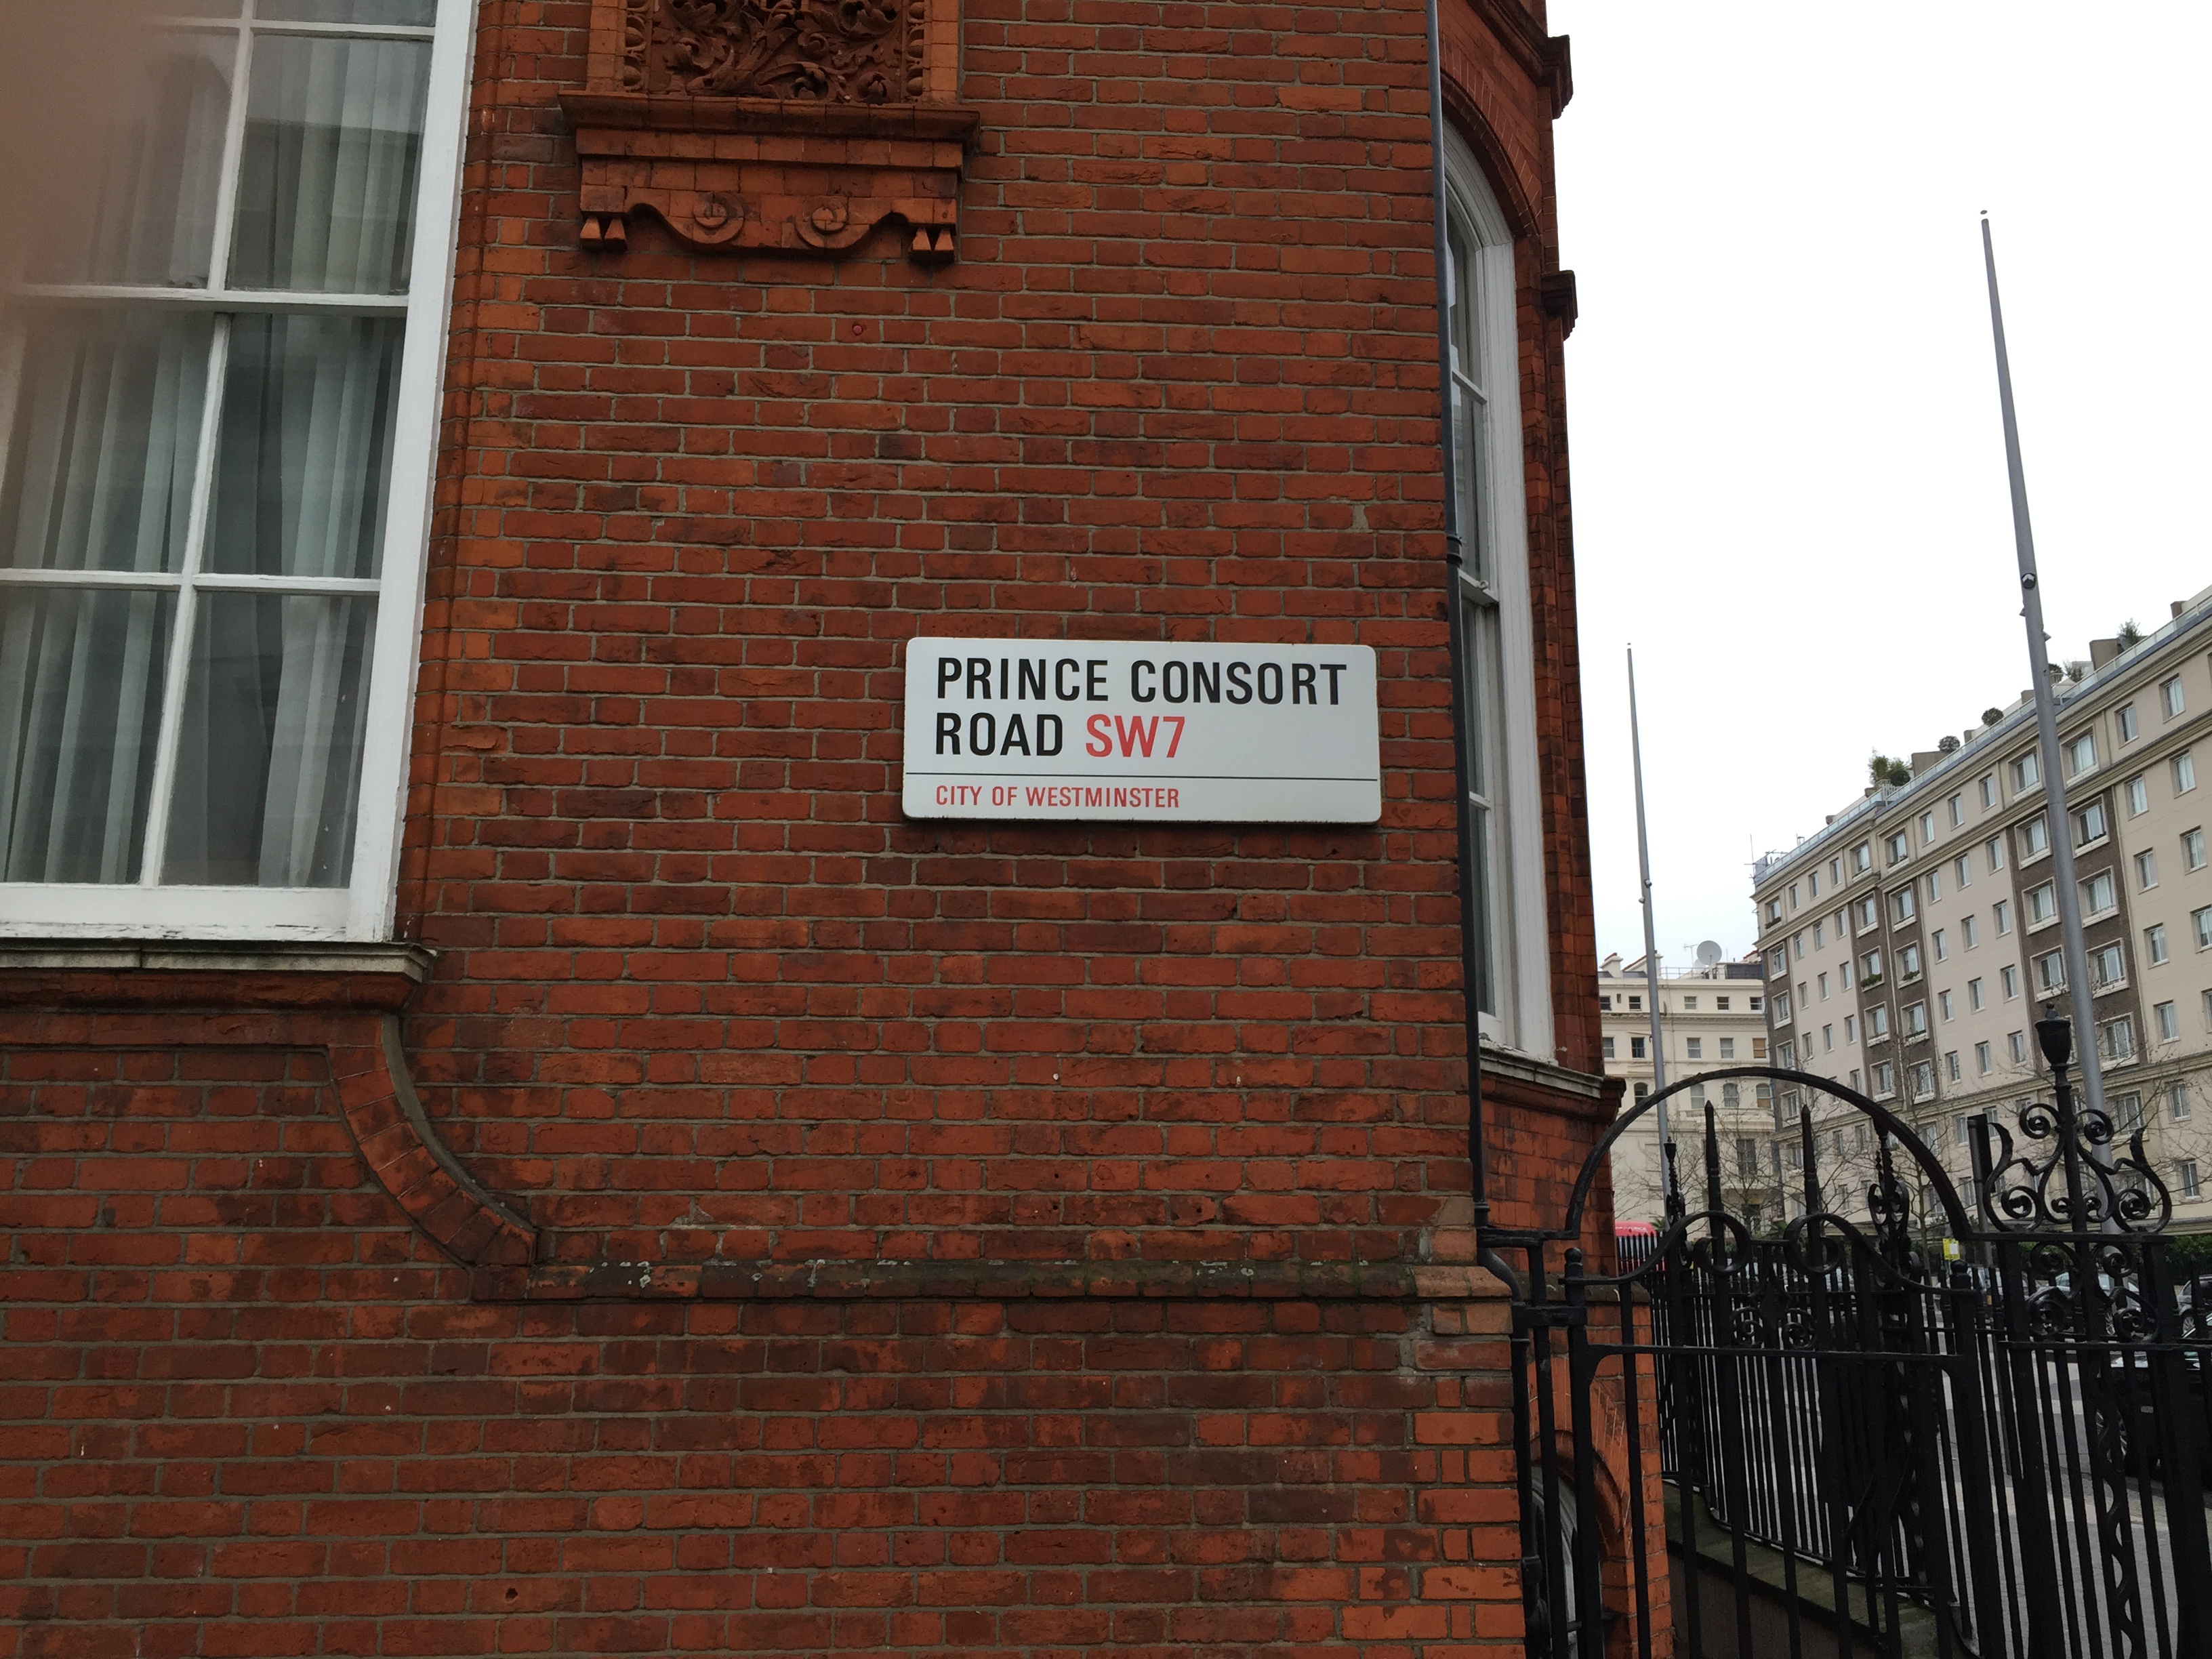 PRINCE CONSORT
ROAD SW7
CITY OF WESTMINSTER